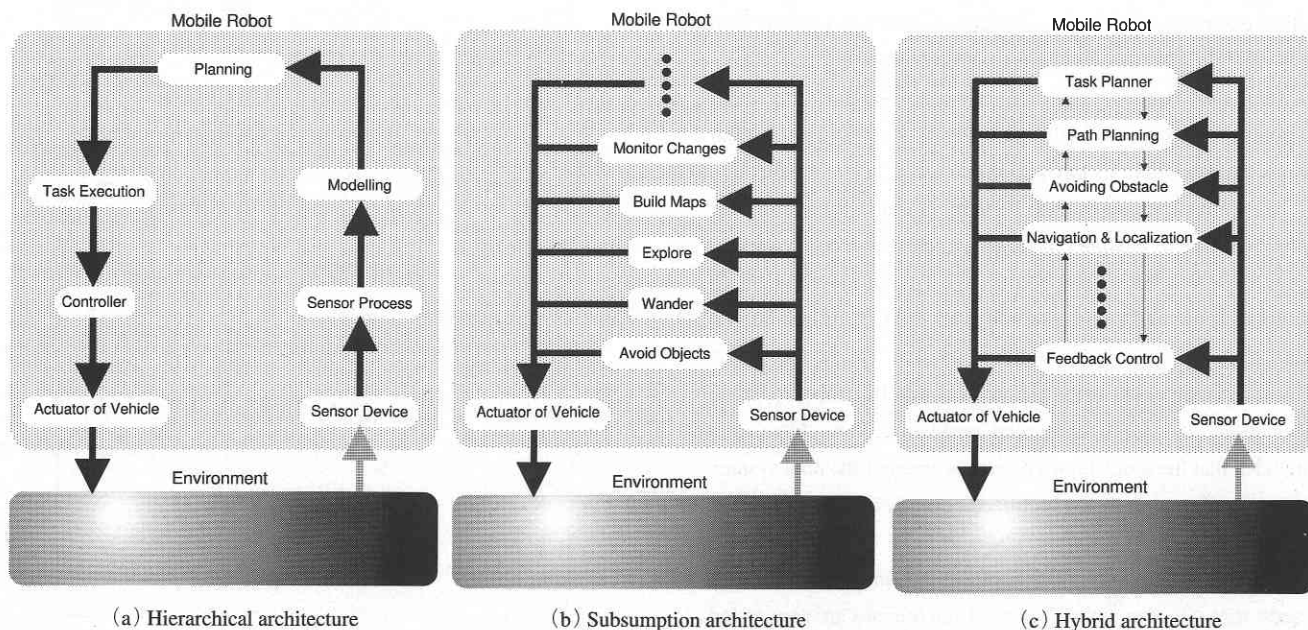 Mobile Robot
Planning
Task Execution
Modelling
Controller
Sensor Process
Actuator of Vehicle
Sensor Device
Environment
(a) Hierarchical architecture
Mobile Robot
Monitor Changes
Build Maps
Explore
Wander
Avoid Objects
Actuator of Vehicle
Sensor Device
Environment
(b) Subsumption architecture
Mobile Robot
Task Planner
Path Planning
Avoiding Obstacle
Navigation & Localization
Feedback Control
Actuator of Vehicle
Sensor Device
Environment
(c) Hybrid architecture